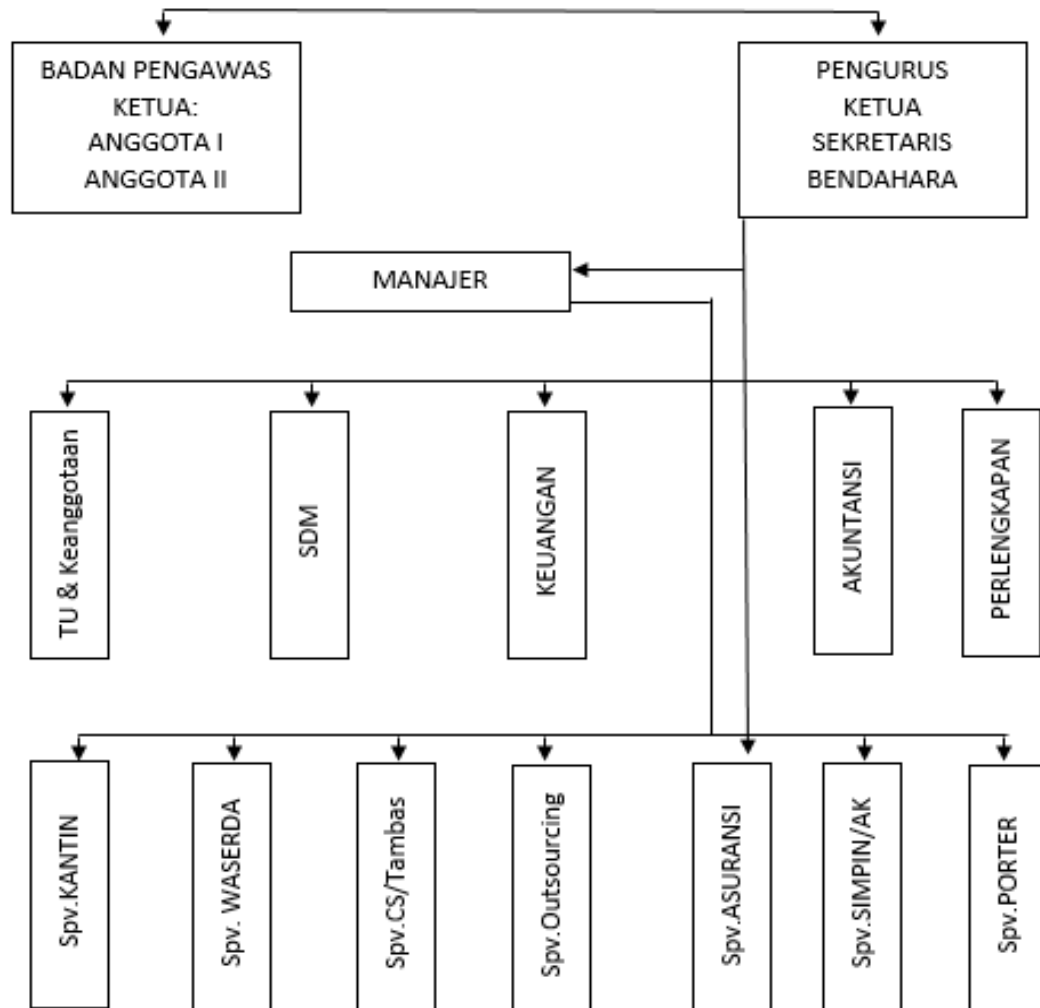 BADAN PENGAWAS
KETUA:
ANGGOTA I
ANGGOTA II
PENGURUS
KETUA
SEKRETARIS
BENDAHARA
MANAJER
TU & Keanggotaan
SDM
KEUANGAN
AKUNTANSI
PERLENGKAPAN
Spv.KANTIN
Spv. WASERDA
Spv.CS/Tambas
Spv.Outsourcing
Spv.ASURANSI
Spv.SIMPIN/AK
Spv.PORTER